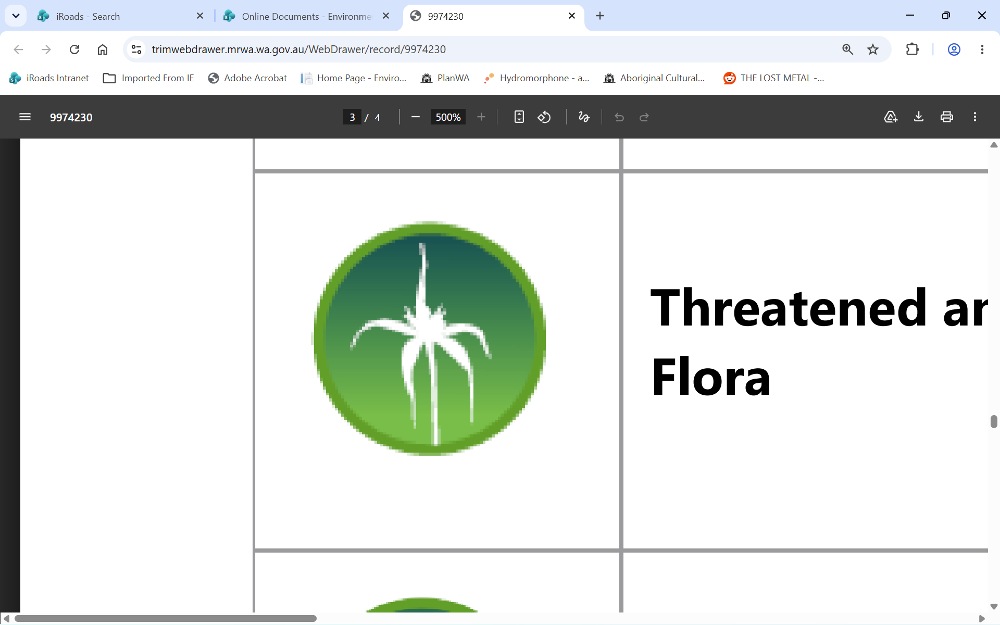 iRoads - Search
Online Documents - Environme
9974230
trimwebdrawer.mrwa.wa.gov.au/WebDrawer/record/9974230
iRoads Intranet
Imported From IE
Adobe Acrobat
Home Page - Enviro...
PlanWA
Hydromorphone - a...
Aboriginal Cultural...
THE LOST METAL -...
9974230
3 / 4
500%
Threatened an
Flora